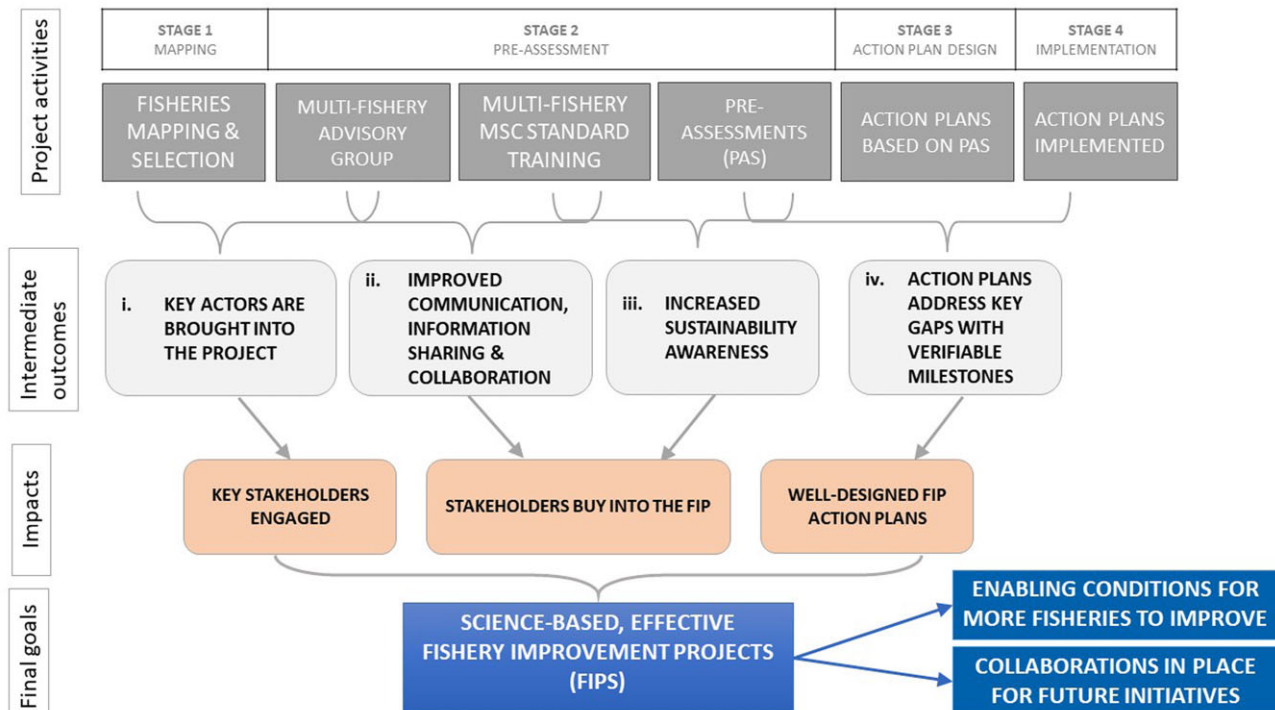 Project activities
STAGE 1
MAPPING
STAGE 2
PRE-ASSESSMENT
STAGE 3
ACTION PLAN DESIGN
STAGE 4
IMPLEMENTATION
FISHERIES
MAPPING &
SELECTION
MULTI-FISHERY
ADVISORY
GROUP
MULTI-FISHERY
MSC STANDARD
TRAINING
PRE-
ASSESSMENTS
(PAS)
ACTION PLANS
BASED ON PAS
ACTION PLANS
IMPLEMENTED
Intermediate
outcomes
i. KEY ACTORS ARE
BROUGHT INTO
THE PROJECT
ii. IMPROVED
COMMUNICATION,
INFORMATION
SHARING &
COLLABORATION
iii. INCREASED
SUSTAINABILITY
AWARENESS
iv. ACTION PLANS
ADDRESS KEY
GAPS WITH
VERIFIABLE
MILESTONES
Impacts
KEY STAKEHOLDERS
ENGAGED
STAKEHOLDERS BUY INTO THE FIP
WELL-DESIGNED FIP
ACTION PLANS
Final goals
SCIENCE-BASED, EFFECTIVE
FISHERY IMPROVEMENT PROJECTS
(FIPS)
ENABLING CONDITIONS FOR
MORE FISHERIES TO IMPROVE
COLLABORATIONS IN PLACE
FOR FUTURE INITIATIVES